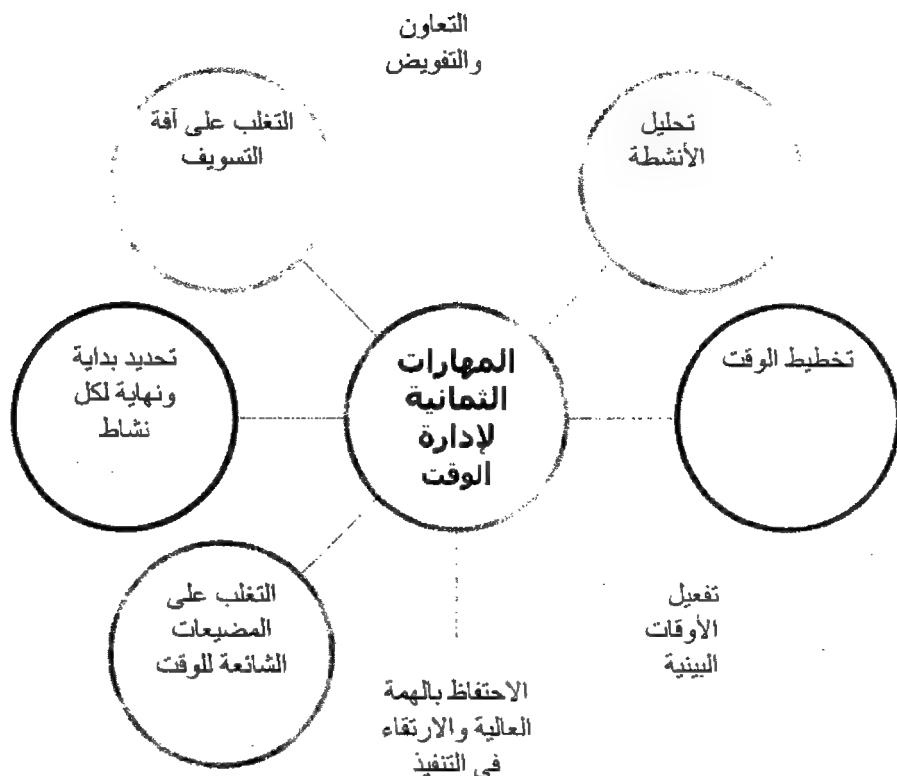 التعاون
والتفويض
تحليل
الأنشطة
التغلب على آفة
التسويف
تخطيط الوقت
المهارات
الثمانية
لإدارة
الوقت
تحديد بداية
ونهاية لكل
نشاط
تفعيل
الأوقات
البينية
التغلب على
المضيعات
الشائعة للوقت
الاحتفاظ بالهمة
العالية والارتقاء
في التنفيذ